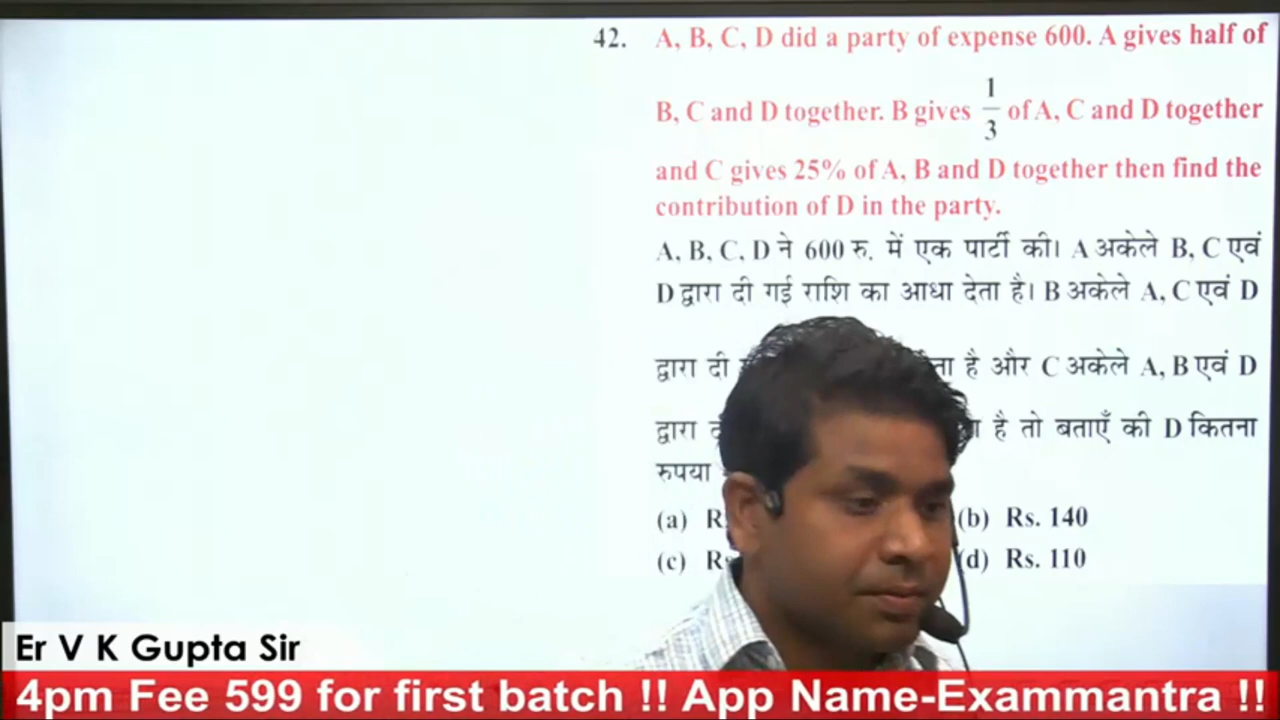 42. A, B, C, D did a party of expense 600. A gives half of
B, C and D together. B gives 1/3 of A, C and D together
and C gives 25% of A, B and D together then find the
contribution of D in the party.
A, B, C, D ने 600 रु. में एक पार्टी की। A अकेले B, C एवं
D द्वारा दी गई राशि का आधा देता है। B अकेले A, C एवं D
द्वारा दी है और C अकेले A, B एवं D
द्वारा है तो बताएँ की D कितना
रुपया
(a) (b) Rs. 140
(c) (d) Rs. 110
Er V K Gupta Sir
4pm Fee 599 for first batch !! App Name-Exammantra !!